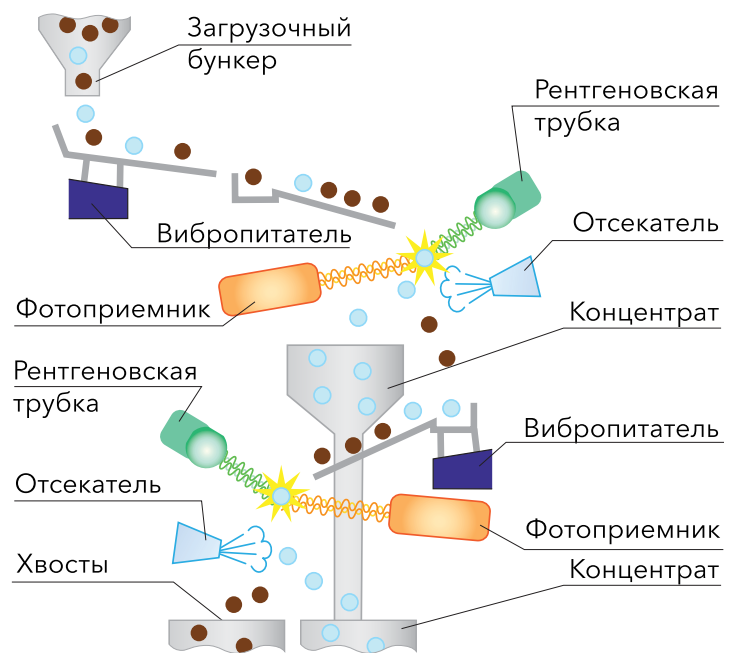 Загрузочный
бункер
Рентгеновская
трубка
Вибропитатель
Отсекатель
Фотоприемник
Концентрат
Рентгеновская
трубка
Вибропитатель
Отсекатель
Фотоприемник
Хвосты
Концентрат